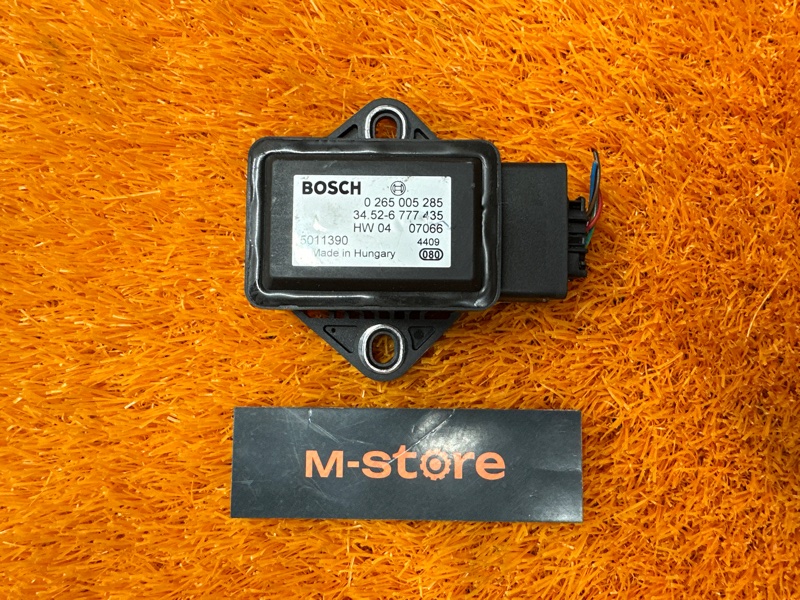 BOSCH
0 265 005 285
34.52-6 777 435
HW 04 07066
5011390 4409
Made in Hungary 080
M-store